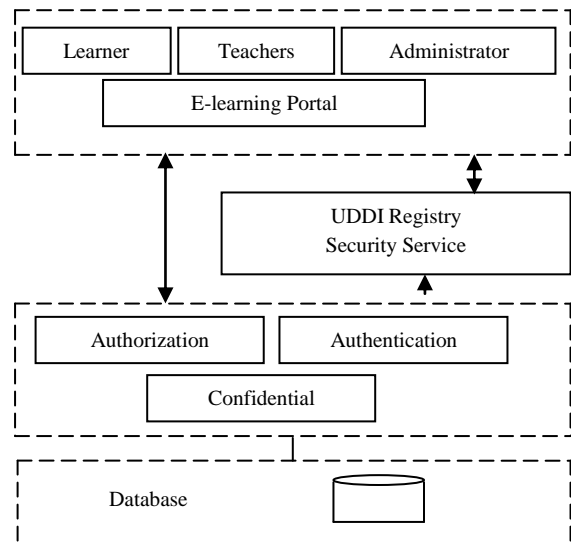 Learner
Teachers
Administrator
E-learning Portal
UDDI Registry
Security Service
Authorization
Authentication
Confidential
Database